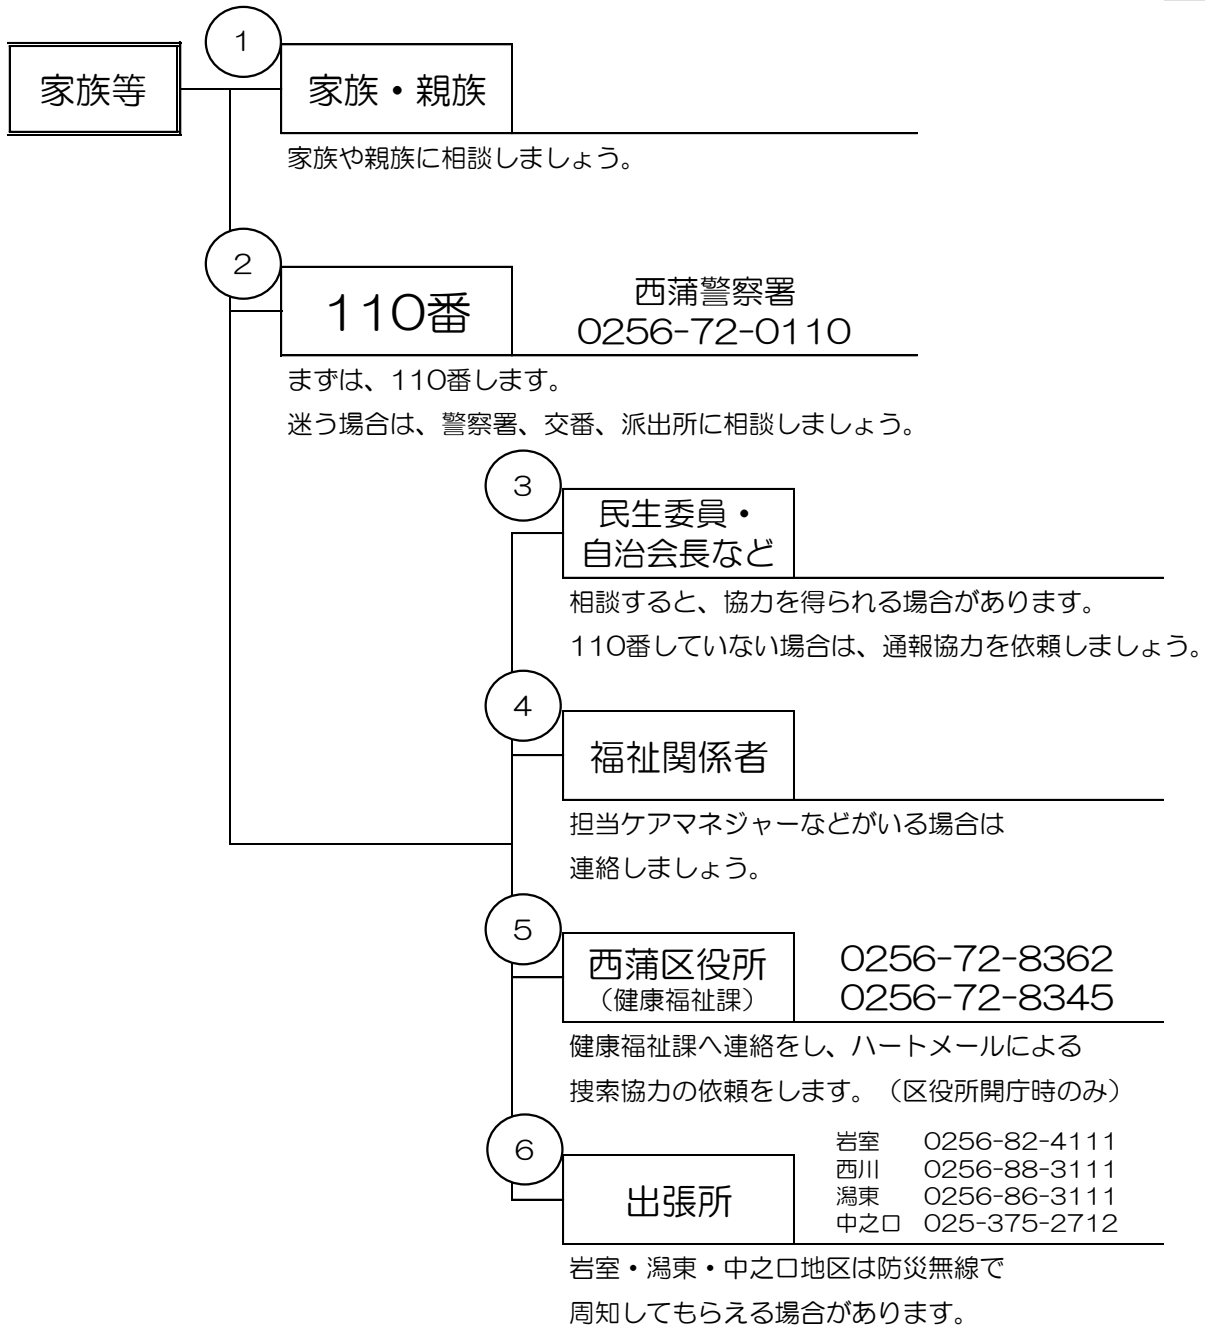 1
家族等
家族・親族
家族や親族に相談しましょう。
2
110番
西蒲警察署
0256-72-0110
まずは、110番します。
迷う場合は、警察署、交番、派出所に相談しましょう。
3
民生委員・
自治会長など
相談すると、協力を得られる場合があります。
110番していない場合は、通報協力を依頼しましょう。
4
福祉関係者
担当ケアマネジャーなどがいる場合は
連絡しましょう。
5
西蒲区役所
（健康福祉課）
0256-72-8362
0256-72-8345
健康福祉課へ連絡をし、ハートメールによる
捜索協力の依頼をします。（区役所開庁時のみ）
6
出張所
岩室 0256-82-4111
西川 0256-88-3111
潟東 0256-86-3111
中之口 025-375-2712
岩室・潟東・中之口地区は防災無線で
周知してもらえる場合があります。